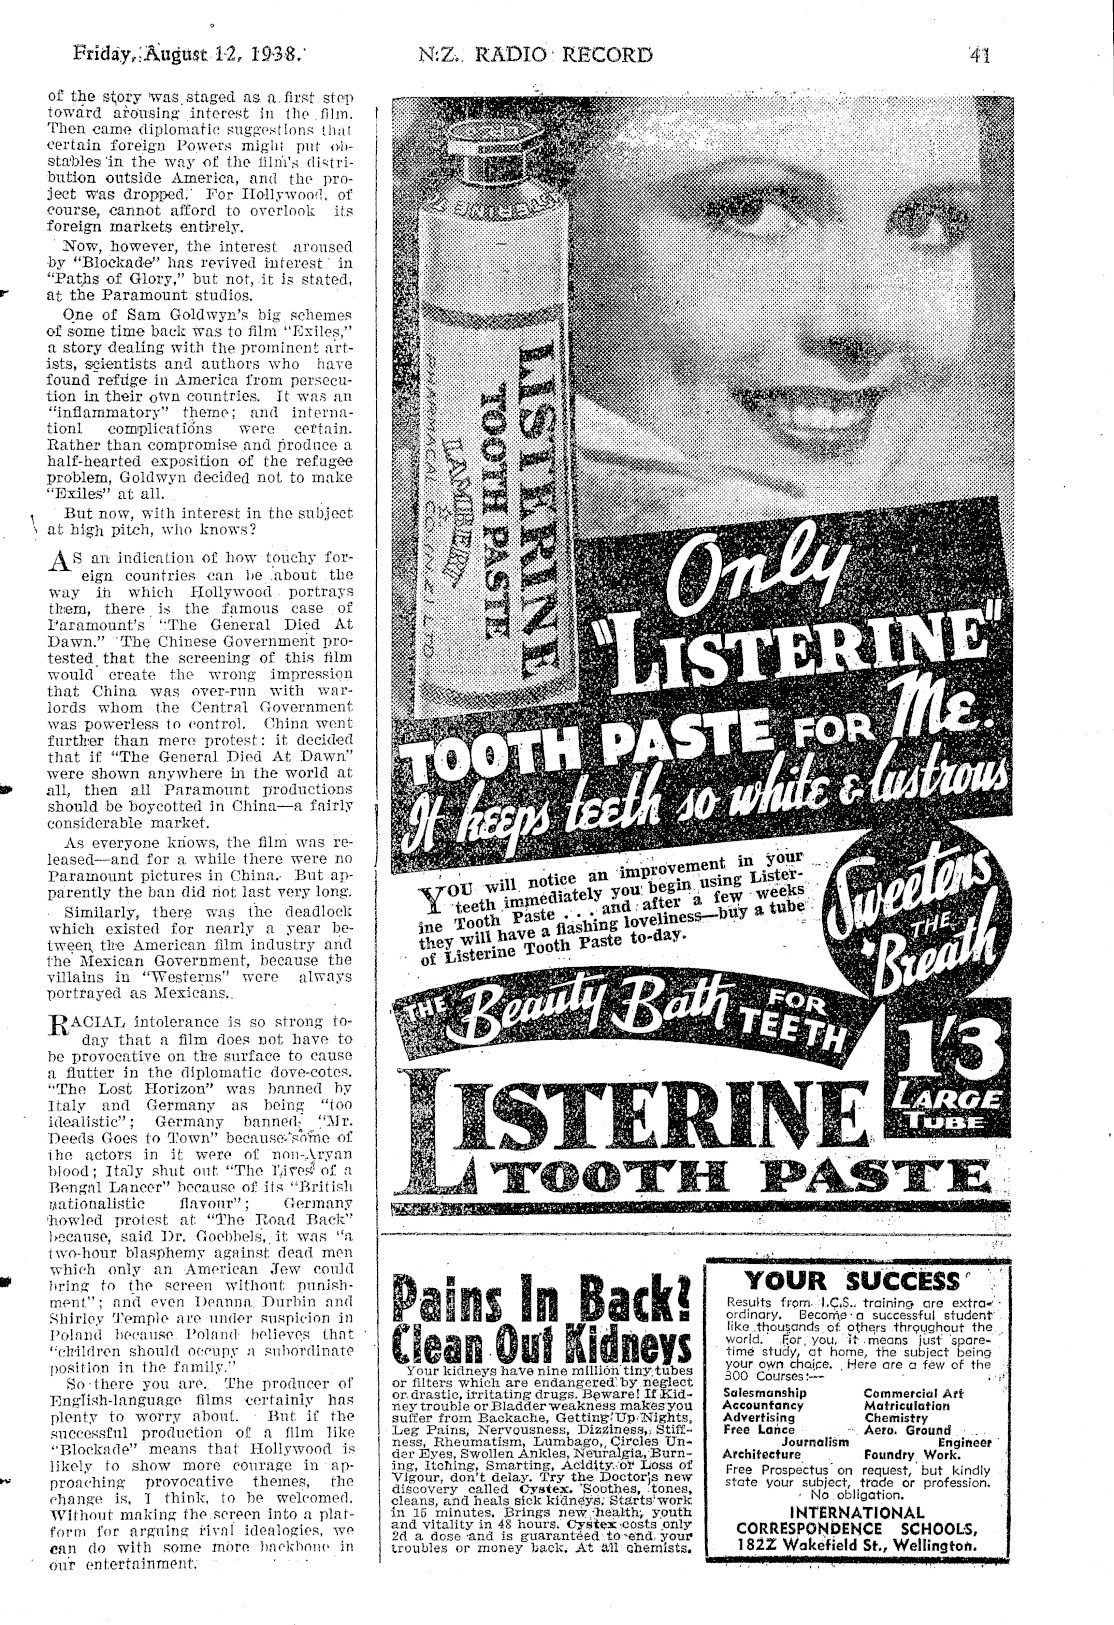 Friday, August 12, 1938.
N.Z. RADIO RECORD
41
of the story was staged as a first step
toward arousing interest in the film.
Then came diplomatic suggestions that
certain foreign Powers might put ob-
stables in the way of the film's distri-
bution outside America, and the pro-
ject was dropped. For Hollywood, of
course, cannot afford to overlook its
foreign markets entirely.
Now, however, the interest aroused
by "Blockade" has revived interest in
"Paths of Glory," but not, it is stated,
at the Paramount studios.
One of Sam Goldwyn's big schemes
of some time back was to film "Exiles,"
a story dealing with the prominent art-
ists, scientists and authors who have
found refuge in America from persecu-
tion in their own countries. It was an
"inflammatory" theme; and interna-
tionl complications were certain.
Rather than compromise and produce a
half-hearted exposition of the refugee
problem, Goldwyn decided not to make
"Exiles" at all.
But now, with interest in the subject
at high pitch, who knows?
AS an indication of how touchy for-
eign countries can be about the
way in which Hollywood portrays
them, there is the famous case of
Paramount's "The General Died At
Dawn." The Chinese Government pro-
tested that the screening of this film
would create the wrong impression
that China was over-run with war-
lords whom the Central Government
was powerless to control. China went
further than mere protest: it decided
that if "The General Died At Dawn"
were shown anywhere in the world at
all, then all Paramount productions
should be boycotted in China—a fairly
considerable market.
As everyone knows, the film was re-
leased—and for a while there were no
Paramount pictures in China. But ap-
parently the ban did not last very long.
Similarly, there was the deadlock
which existed for nearly a year be-
tween the American film industry and
the Mexican Government, because the
villains in "Westerns" were always
portrayed as Mexicans.
RACIAL intolerance is so strong to-
day that a film does not have to
be provocative on the surface to cause
a flutter in the diplomatic dove-cotes.
"The Lost Horizon" was banned by
Italy and Germany as being "too
idealistic"; Germany banned "Mr.
Deeds Goes to Town" because some of
the actors in it were of non-Aryan
blood; Italy shut out "The Lives of a
Bengal Lancer" because of its "British
nationalistic flavour"; Germany
howled protest at "The Road Back"
because, said Dr. Goebbels, it was "a
two-hour blasphemy against dead men
which only an American Jew could
bring to the screen without punish-
ment"; and even Deanna Durbin and
Shirley Temple are under suspicion in
Poland because Poland believes that
"children should occupy a subordinate
position in the family."
So there you are. The producer of
English-language films certainly has
plenty to worry about. But if the
successful production of a film like
"Blockade" means that Hollywood is
likely to show more courage in ap-
proaching provocative themes, the
change is, I think, to be welcomed.
Without making the screen into a plat-
form for arguing rival idealogies, we
can do with some more backbone in
our entertainment.
LISTERINE
TOOTH PASTE
LAMBERT
PHARMACAL CO. (N.Z.) LTD
Only
"LISTERINE"
TOOTH PASTE FOR Me.
It keeps teeth so white & lustrous
YOU will notice an improvement in your
teeth immediately you begin using Lister-
ine Tooth Paste . . . and after a few weeks
they will have a flashing loveliness—buy a tube
of Listerine Tooth Paste to-day.
Sweetens
THE
Breath
THE Beauty Bath FOR TEETH
1'3
LARGE
TUBE
LISTERINE
TOOTH PASTE
Pains In Back?
Clean Out Kidneys
Your kidneys have nine million tiny tubes
or filters which are endangered by neglect
or drastic, irritating drugs. Beware! If Kid-
ney trouble or Bladder weakness makes you
suffer from Backache, Getting Up Nights,
Leg Pains, Nervousness, Dizziness, Stiff-
ness, Rheumatism, Lumbago, Circles Un-
der Eyes, Swollen Ankles, Neuralgia, Burn-
ing, Itching, Smarting, Acidity or Loss of
Vigour, don't delay. Try the Doctor's new
discovery called Cystex. Soothes, tones,
cleans, and heals sick kidneys. Starts work
in 15 minutes. Brings new health, youth
and vitality in 48 hours. Cystex costs only
2d a dose and is guaranteed to end your
troubles or money back. At all chemists.
YOUR SUCCESS
Results from I.C.S. training are extra-
ordinary. Become a successful student
like thousands of others throughout the
world. For you, it means just spare-
time study, at home, the subject being
your own choice. Here are a few of the
300 Courses:—
Salesmanship Commercial Art
Accountancy Matriculation
Advertising Chemistry
Free Lance Aero. Ground
Journalism Engineer
Architecture Foundry Work.
Free Prospectus on request, but kindly
state your subject, trade or profession.
No obligation.
INTERNATIONAL
CORRESPONDENCE SCHOOLS,
182Z Wakefield St., Wellington.